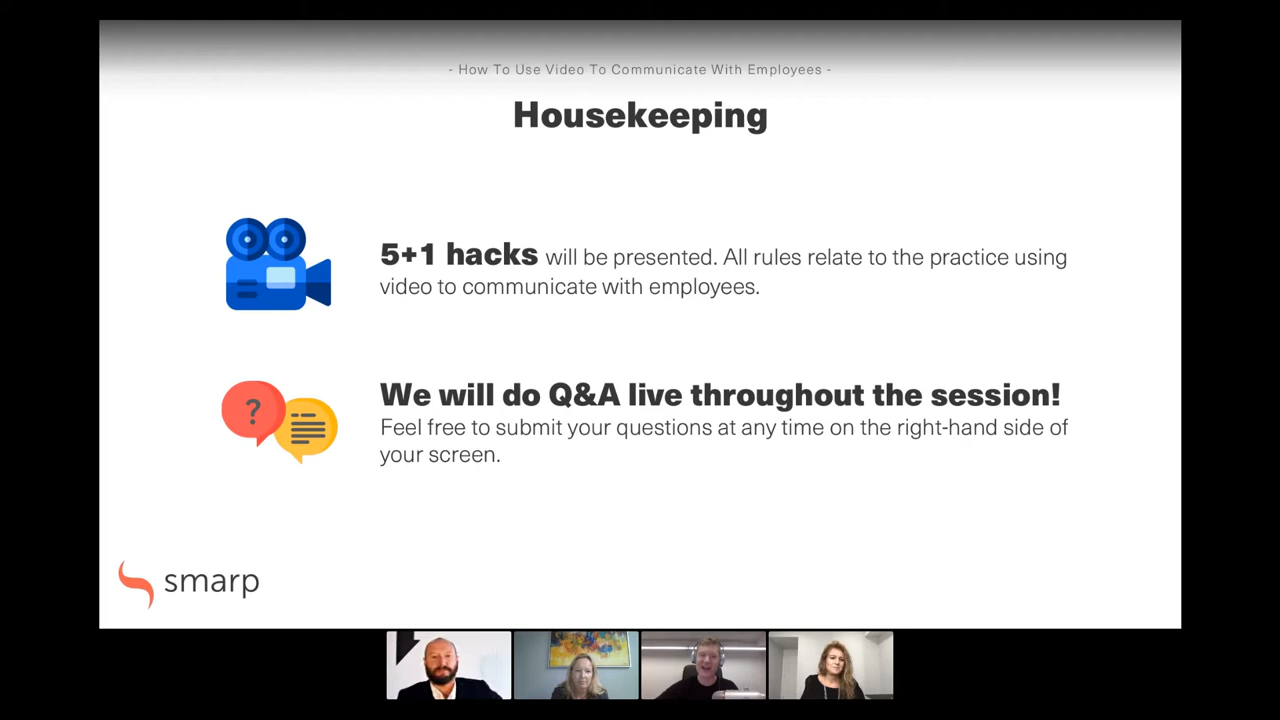 - How To Use Video To Communicate With Employees -
Housekeeping
5+1 hacks will be presented. All rules relate to the practice using
video to communicate with employees.
?
We will do Q&A live throughout the session!
Feel free to submit your questions at any time on the right-hand side of
your screen.
smarp